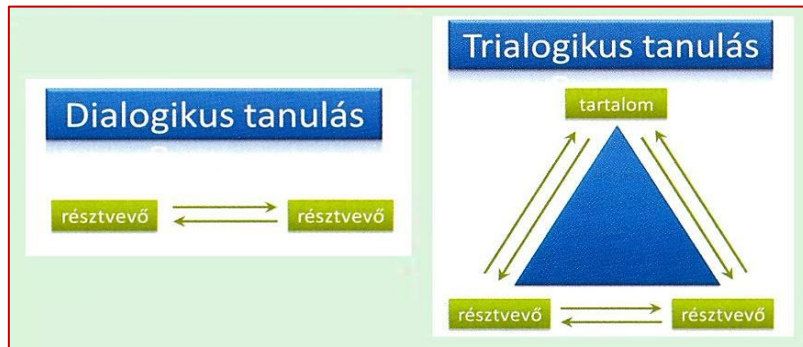 Dialogikus tanulás
résztvevő
résztvevő
Trialogikus tanulás
tartalom
résztvevő
résztvevő